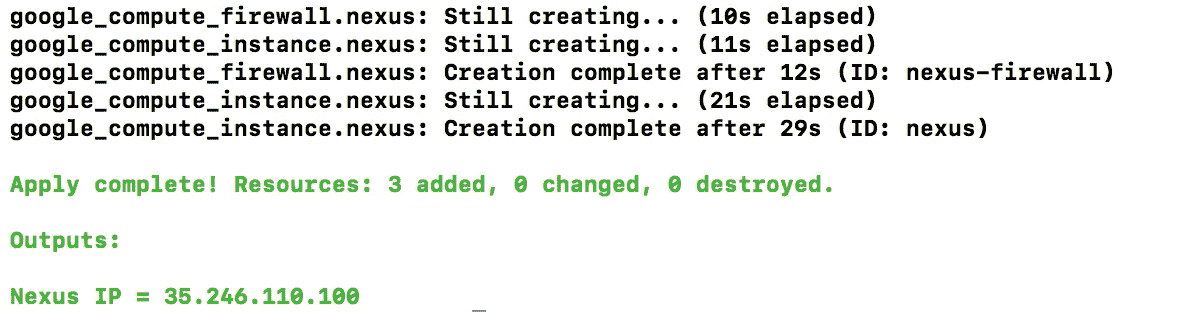 google_compute_firewall.nexus: Still creating... (10s elapsed)
google_compute_instance.nexus: Still creating... (11s elapsed)
google_compute_firewall.nexus: Creation complete after 12s (ID: nexus-firewall)
google_compute_instance.nexus: Still creating... (21s elapsed)
google_compute_instance.nexus: Creation complete after 29s (ID: nexus)
Apply complete! Resources: 3 added, 0 changed, 0 destroyed.
Outputs:
Nexus IP = 35.246.110.100